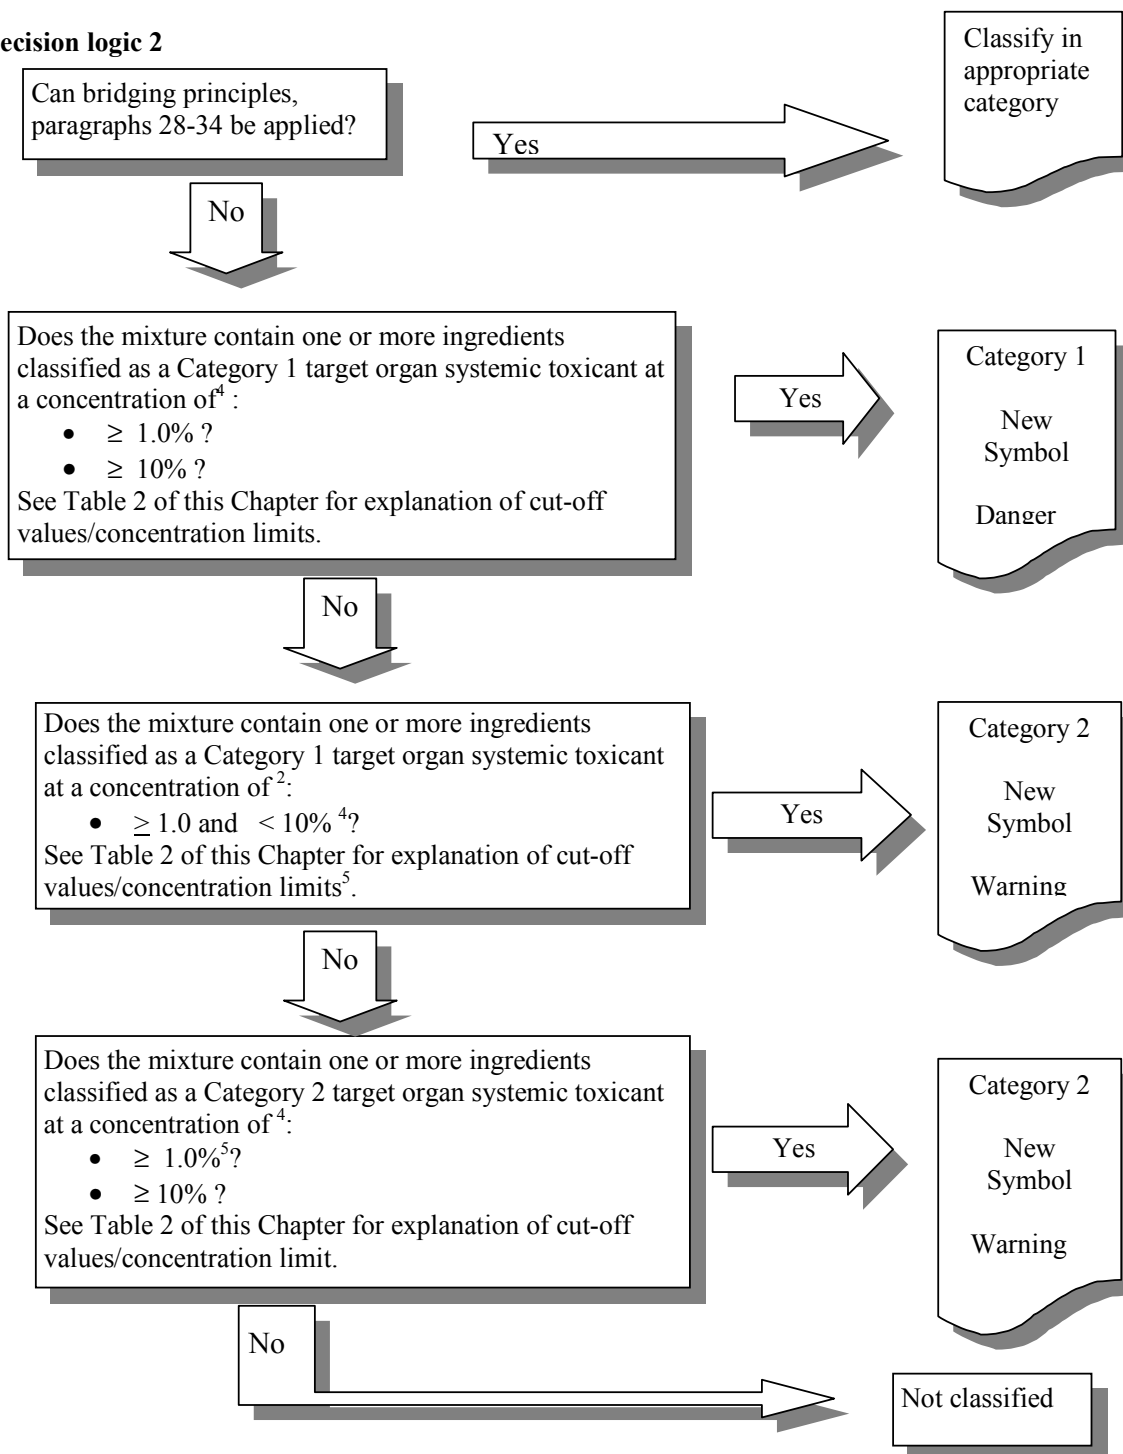 ecision logic 2
Can bridging principles,
paragraphs 28-34 be applied?
Yes
Classify in
appropriate
category
No
Does the mixture contain one or more ingredients
classified as a Category 1 target organ systemic toxicant at
a concentration of⁴ :
• ≥ 1.0% ?
• ≥ 10% ?
See Table 2 of this Chapter for explanation of cut-off
values/concentration limits.
Yes
Category 1
New
Symbol
Danger
No
Does the mixture contain one or more ingredients
classified as a Category 1 target organ systemic toxicant
at a concentration of ²:
• ≥ 1.0 and < 10% ⁴?
See Table 2 of this Chapter for explanation of cut-off
values/concentration limits⁵.
Yes
Category 2
New
Symbol
Warning
No
Does the mixture contain one or more ingredients
classified as a Category 2 target organ systemic toxicant
at a concentration of ⁴:
• ≥ 1.0%⁵?
• ≥ 10% ?
See Table 2 of this Chapter for explanation of cut-off
values/concentration limit.
Yes
Category 2
New
Symbol
Warning
No
Not classified